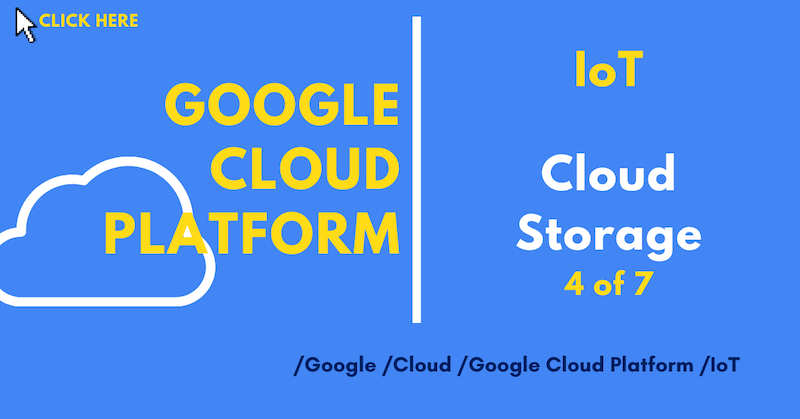 CLICK HERE
GOOGLE
CLOUD
PLATFORM
IoT
Cloud
Storage
4 of 7
/Google /Cloud /Google Cloud Platform /IoT